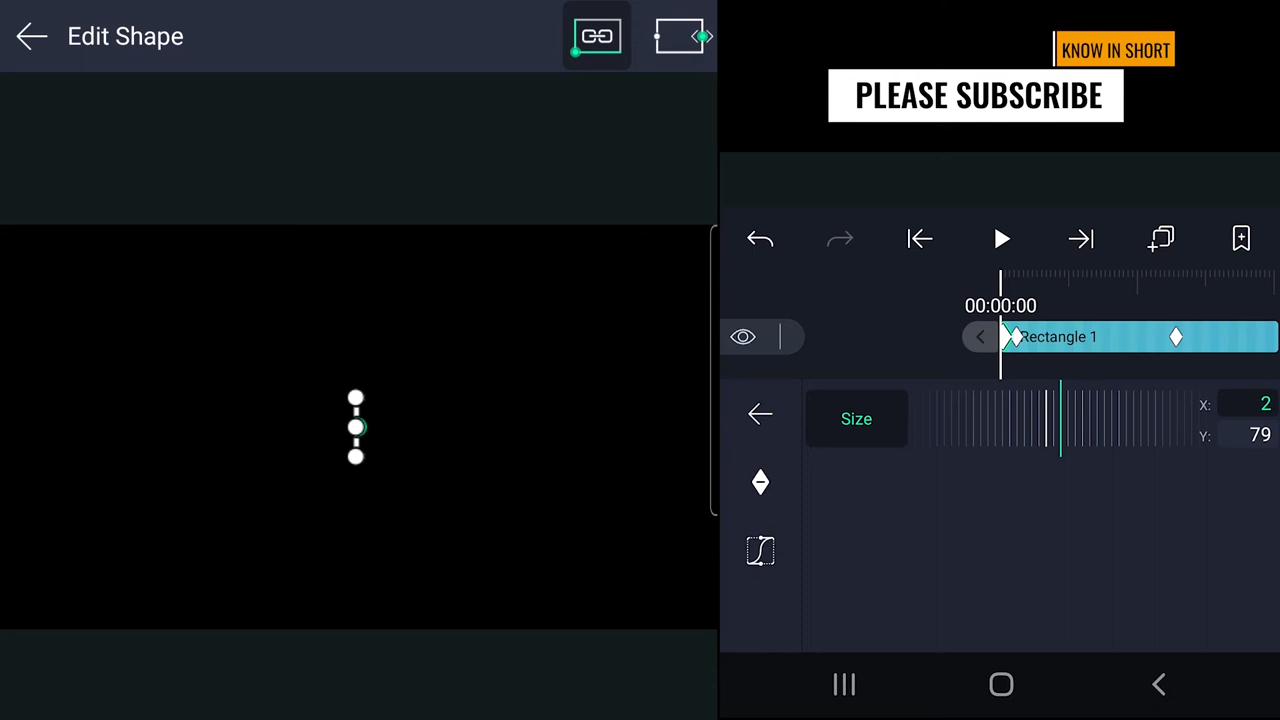 Edit Shape
KNOW IN SHORT
PLEASE SUBSCRIBE
00:00:00
Rectangle 1
Size
X: 2
Y: 79